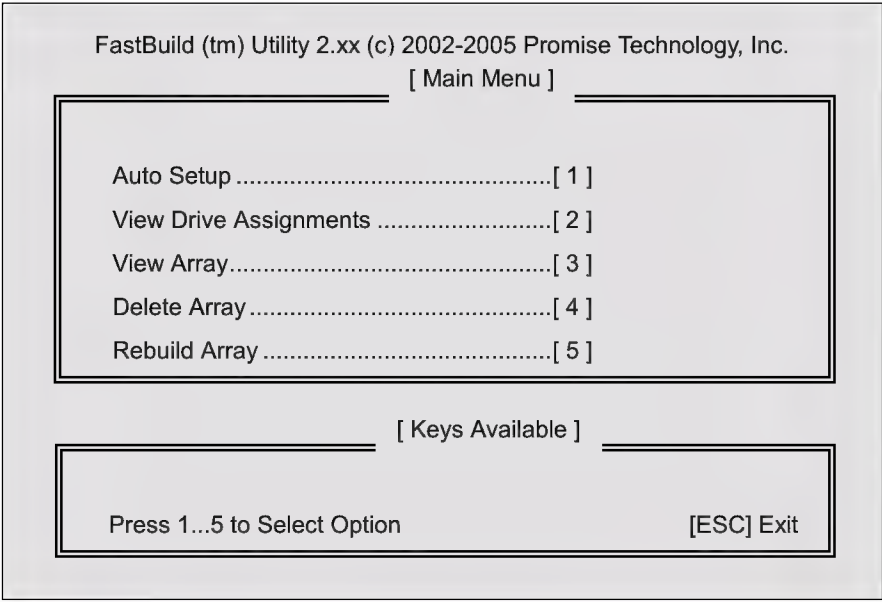 FastBuild (tm) Utility 2.xx (c) 2002-2005 Promise Technology, Inc.
[ Main Menu ]
Auto Setup ...............................................[ 1 ]
View Drive Assignments ..........................[ 2 ]
View Array................................................[ 3 ]
Delete Array.............................................[ 4 ]
Rebuild Array ...........................................[ 5 ]
[ Keys Available ]
Press 1...5 to Select Option [ESC] Exit